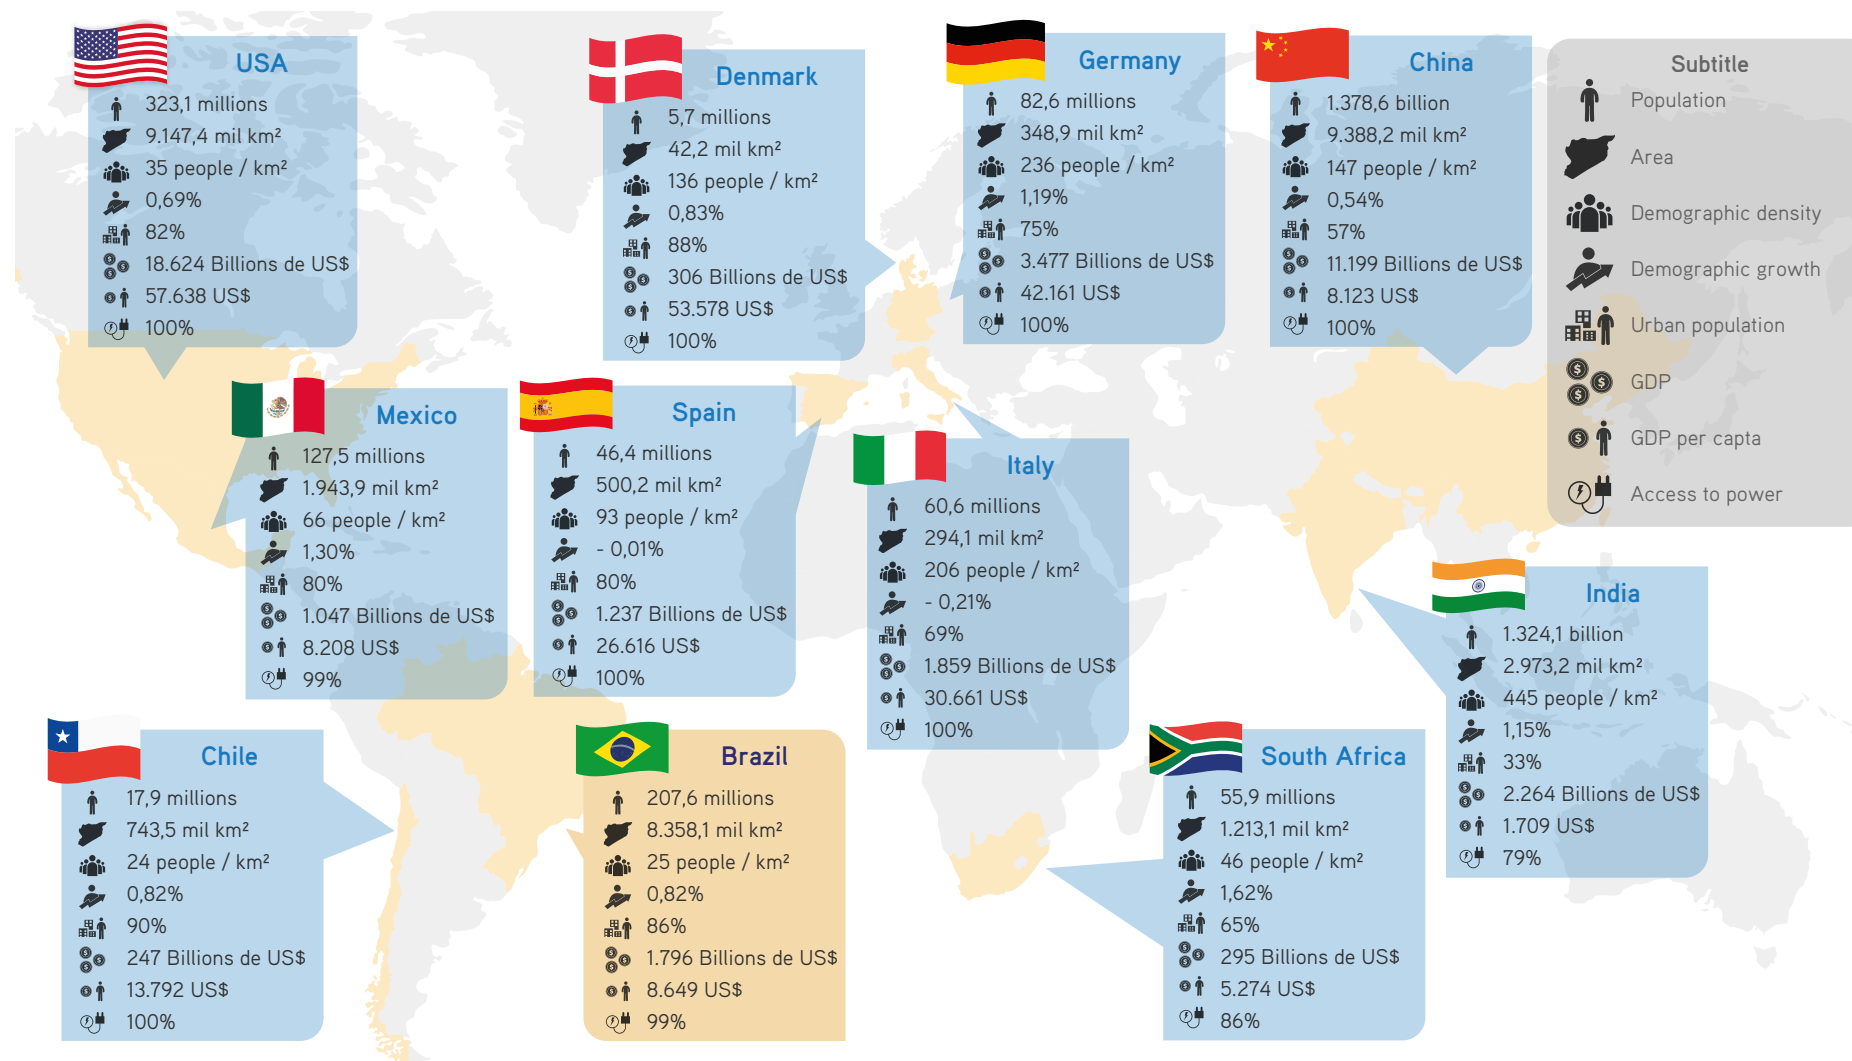 USA
323,1 millions
9.147,4 mil km²
35 people / km²
0,69%
82%
18.624 Billions de US$
57.638 US$
100%
Denmark
5,7 millions
42,2 mil km²
136 people / km²
0,83%
88%
306 Billions de US$
53.578 US$
100%
Germany
82,6 millions
348,9 mil km²
236 people / km²
1,19%
75%
3.477 Billions de US$
42.161 US$
100%
China
1.378,6 billion
9.388,2 mil km²
147 people / km²
0,54%
57%
11.199 Billions de US$
8.123 US$
100%
Subtitle
Population
Area
Demographic density
Demographic growth
Urban population
GDP
GDP per capta
Access to power
Mexico
127,5 millions
1.943,9 mil km²
66 people / km²
1,30%
80%
1.047 Billions de US$
8.208 US$
99%
Spain
46,4 millions
500,2 mil km²
93 people / km²
- 0,01%
80%
1.237 Billions de US$
26.616 US$
100%
Italy
60,6 millions
294,1 mil km²
206 people / km²
- 0,21%
69%
1.859 Billions de US$
30.661 US$
100%
India
1.324,1 billion
2.973,2 mil km²
445 people / km²
1,15%
33%
2.264 Billions de US$
1.709 US$
79%
Chile
17,9 millions
743,5 mil km²
24 people / km²
0,82%
90%
247 Billions de US$
13.792 US$
100%
Brazil
207,6 millions
8.358,1 mil km²
25 people / km²
0,82%
86%
1.796 Billions de US$
8.649 US$
99%
South Africa
55,9 millions
1.213,1 mil km²
46 people / km²
1,62%
65%
295 Billions de US$
5.274 US$
86%